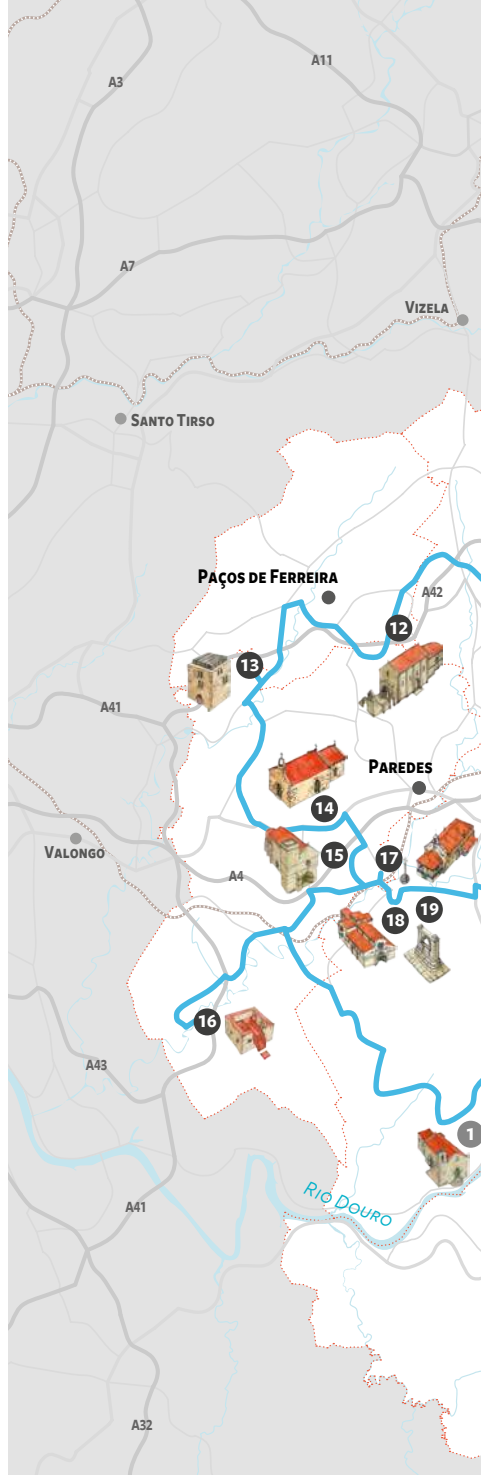 A11
A3
A7
VIZELA
SANTO TIRSO
PAÇOS DE FERREIRA
A42
12
13
A41
PAREDES
14
VALONGO
15
17
A4
18
19
16
A43
1
RIO DOURO
A41
A32